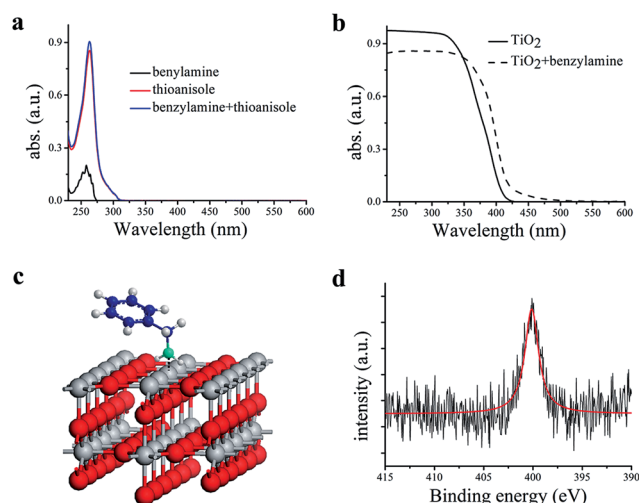 a
abs. (a.u.)
0.9
0.6
0.3
0.0
benylamine
thioanisole
benzylamine+thioanisole
250 300 350 400 450 500 550 600
Wavelength (nm)
b
abs. (a.u.)
0.9
0.6
0.3
0.0
TiO2
TiO2+benzylamine
250 300 350 400 450 500 550 600
Wavelength (nm)
c
d
intensity (a.u.)
415 410 405 400 395 390
Binding energy (eV)